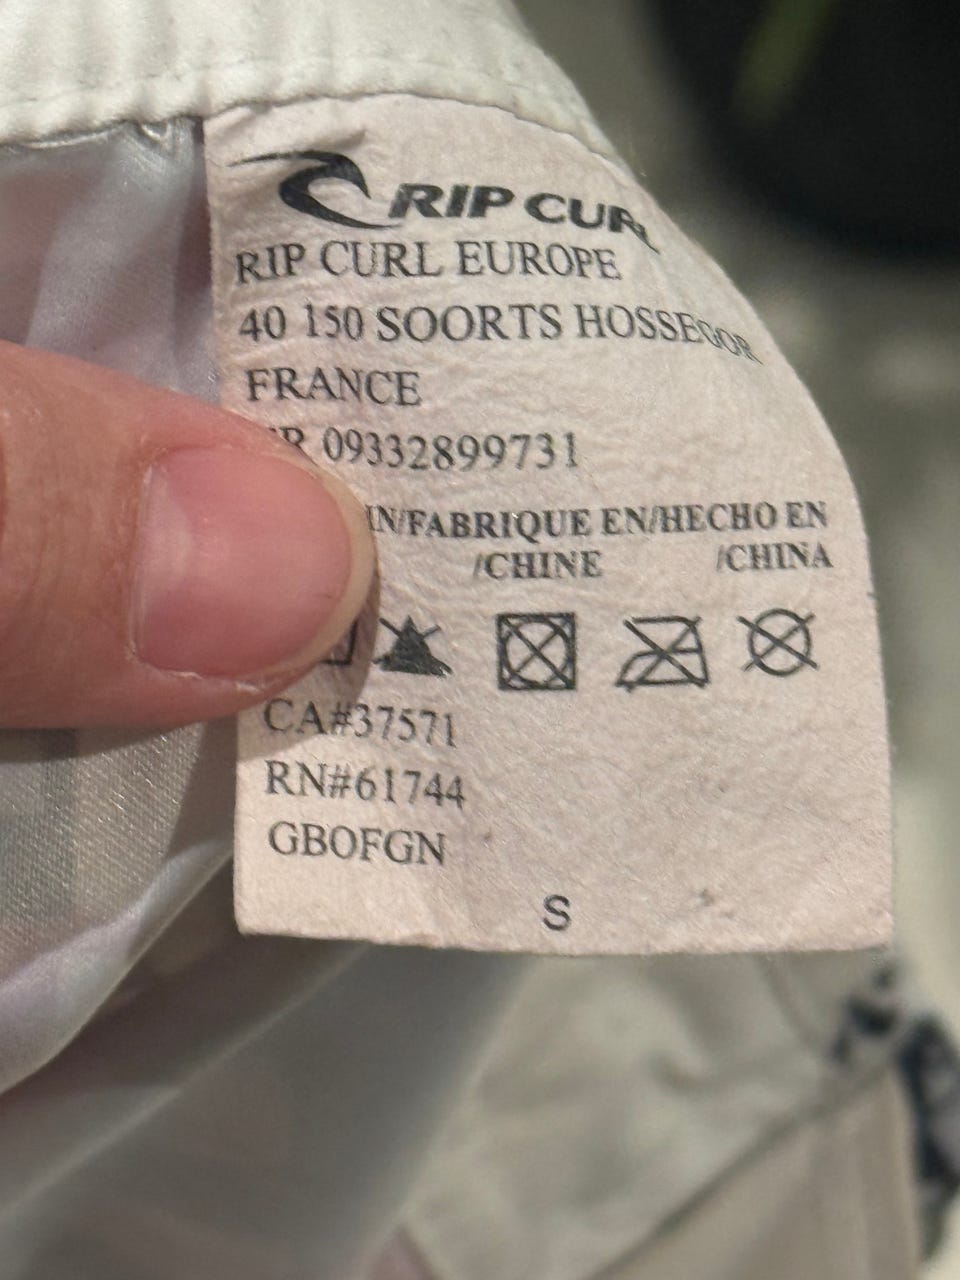 RIP CURL
RIP CURL EUROPE
40 150 SOORTS HOSSEGOR
FRANCE
09332899731
IN/FABRIQUE EN/HECHO EN
/CHINE /CHINA
CA#37571
RN#61744
GBOFGN
S